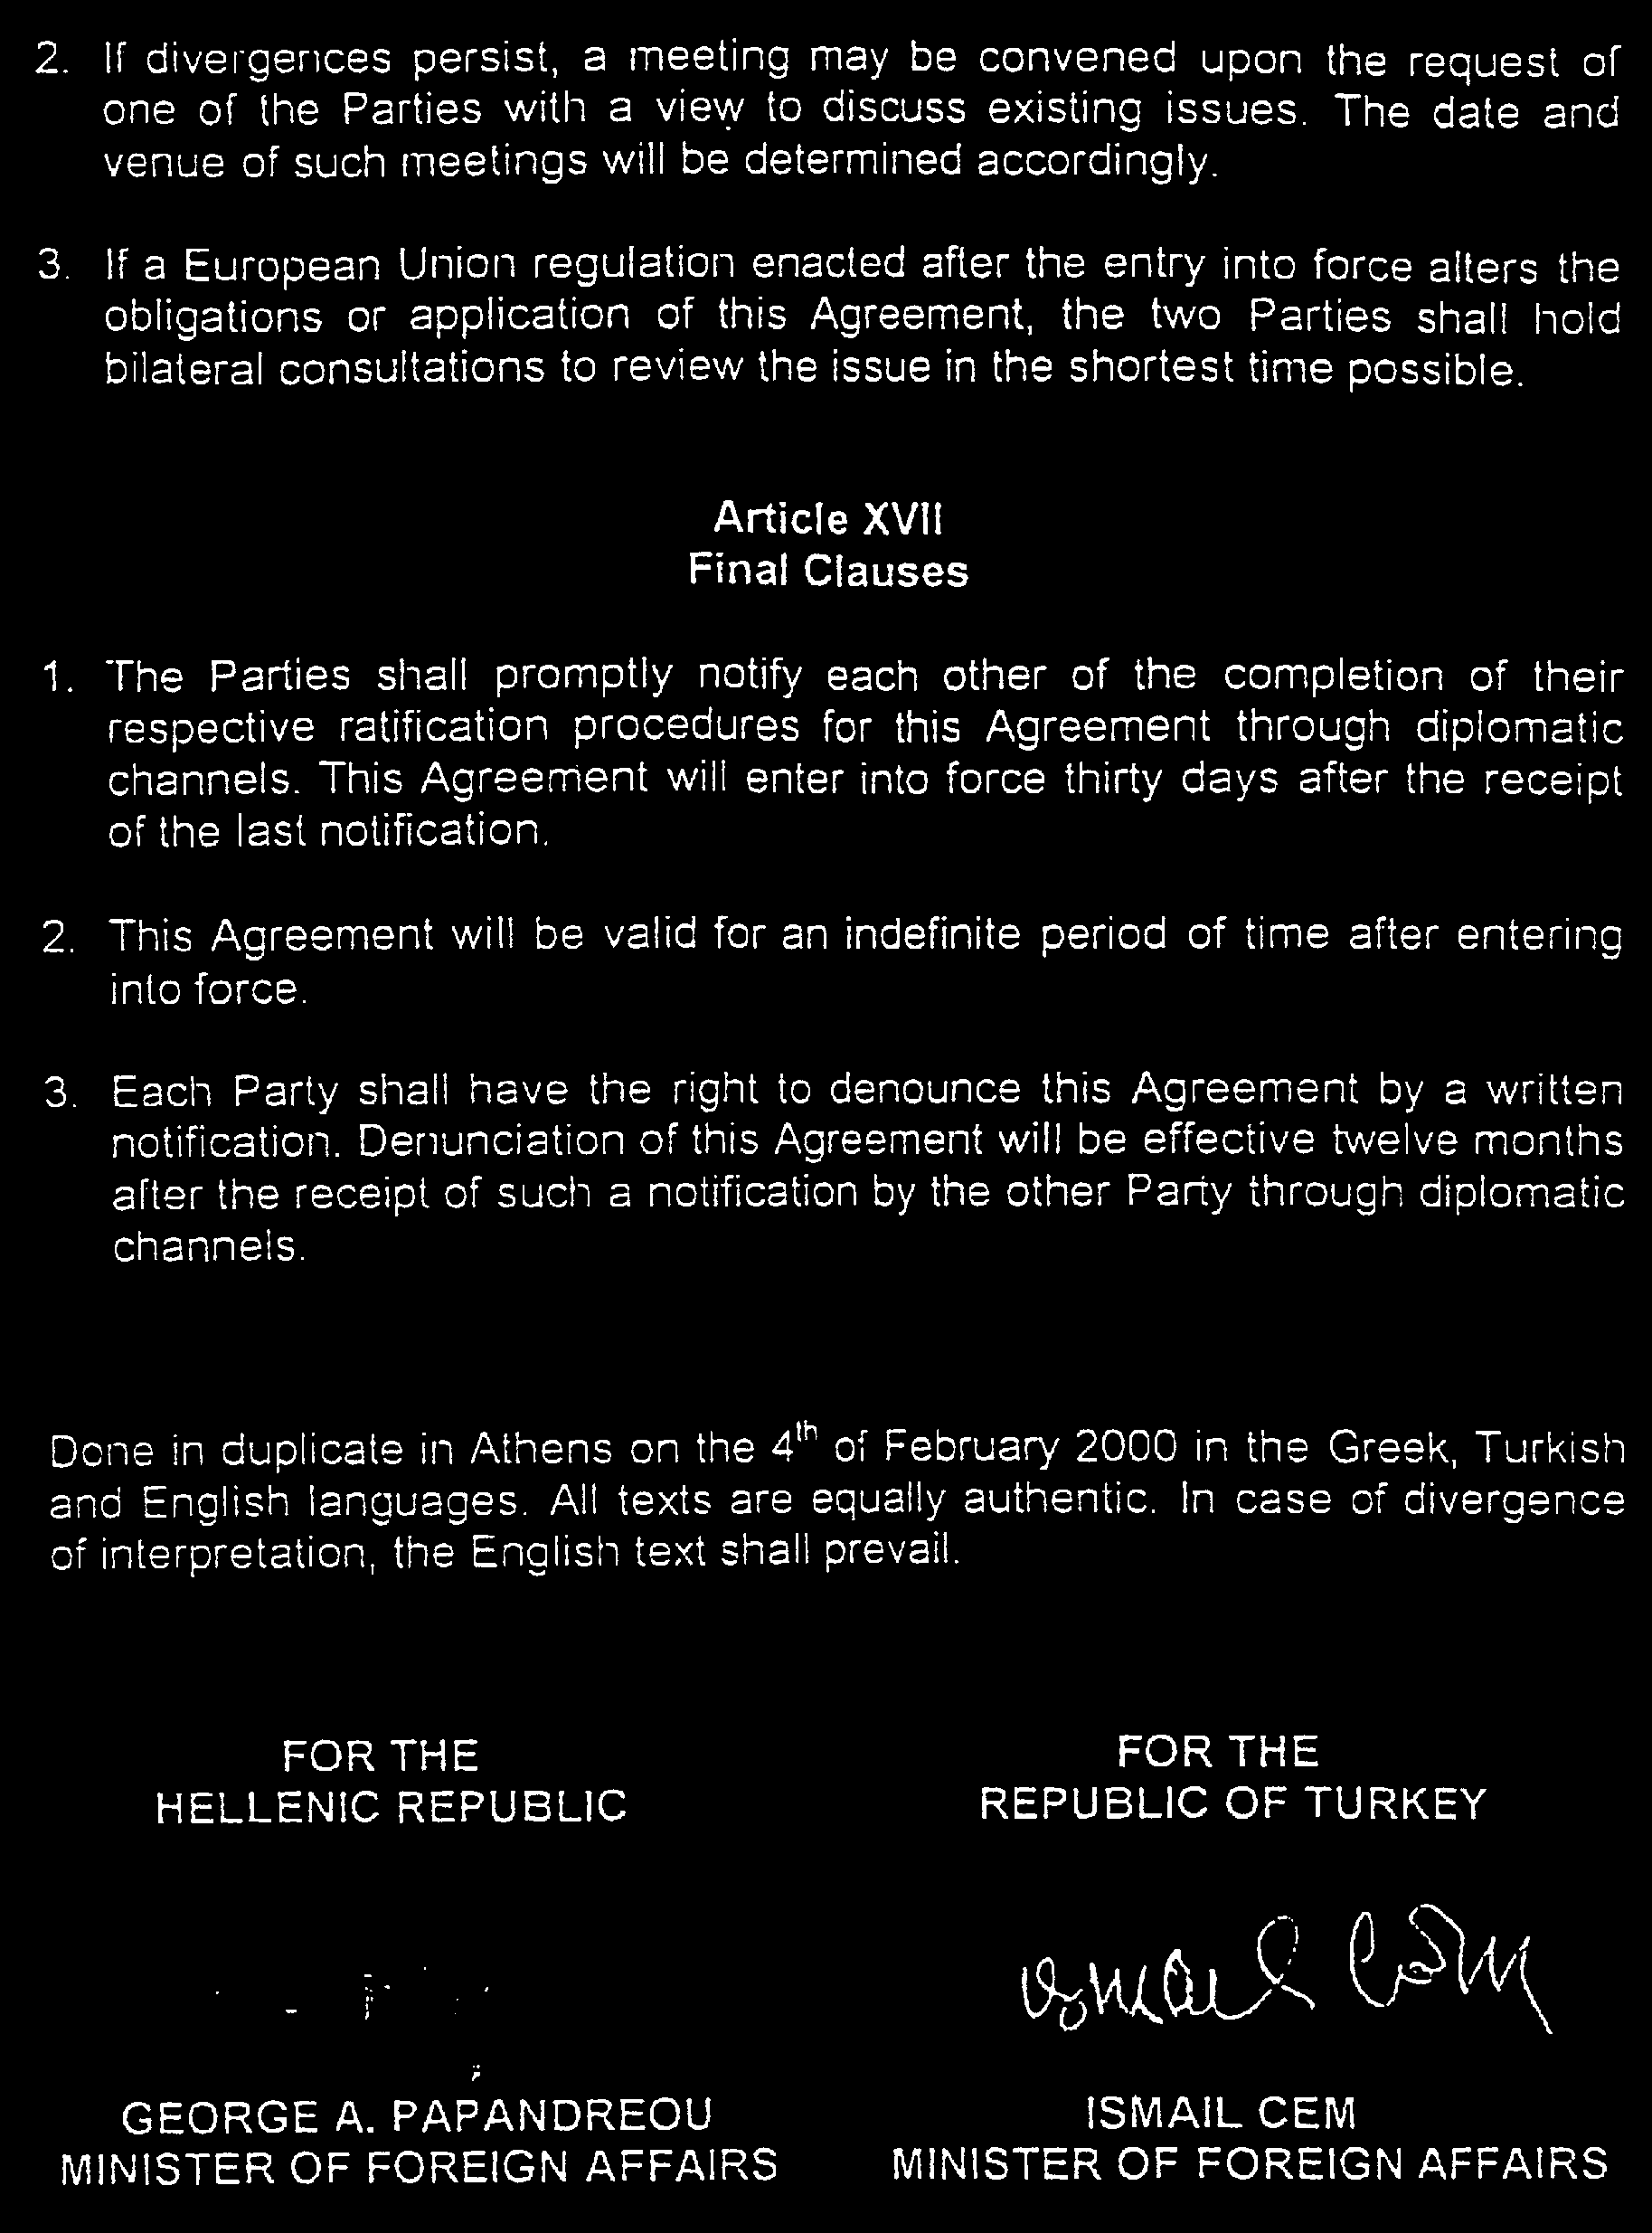 2. If divergences persist, a meeting may be convened upon the request of
one of the Parties with a view to discuss existing issues. The date and
venue of such meetings will be determined accordingly.
3. If a European Union regulation enacted after the entry into force alters the
obligations or application of this Agreement, the two Parties shall hold
bilateral consultations to review the issue in the shortest time possible.
Article XVII
Final Clauses
1. The Parties shall promptly notify each other of the completion of their
respective ratification procedures for this Agreement through diplomatic
channels. This Agreement will enter into force thirty days after the receipt
of the last notification.
2. This Agreement will be valid for an indefinite period of time after entering
into force.
3. Each Party shall have the right to denounce this Agreement by a written
notification. Denunciation of this Agreement will be effective twelve months
after the receipt of such a notification by the other Party through diplomatic
channels.
Done in duplicate in Athens on the 4th of February 2000 in the Greek, Turkish
and English languages. All texts are equally authentic. In case of divergence
of interpretation, the English text shall prevail.
FOR THE
HELLENIC REPUBLIC
GEORGE A. PAPANDREOU
MINISTER OF FOREIGN AFFAIRS
FOR THE
REPUBLIC OF TURKEY
Ismail Cem
ISMAIL CEM
MINISTER OF FOREIGN AFFAIRS